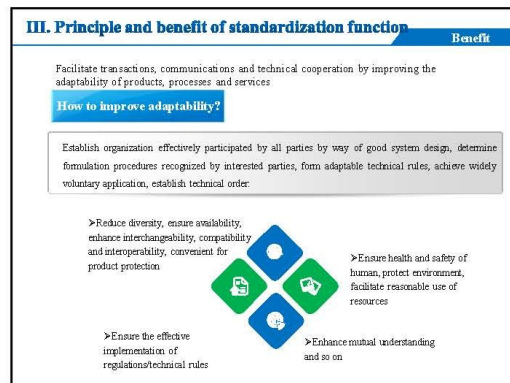 III. Principle and benefit of standardization function
Benefit
Facilitate transactions, communications and technical cooperation by improving the
adaptability of products, processes and services
How to improve adaptability?
Establish organization effectively participated by all parties by way of good system design, determine
formulation procedures recognized by interested parties, form adaptable technical rules, achieve widely
voluntary application, establish technical order.
➢Reduce diversity, ensure availability,
enhance interchangeability, compatibility
and interoperability, convenient for
product protection
➢Ensure health and safety of
human, protect environment,
facilitate reasonable use of
resources
➢Ensure the effective
implementation of
regulations/technical rules
➢Enhance mutual understanding
and so on